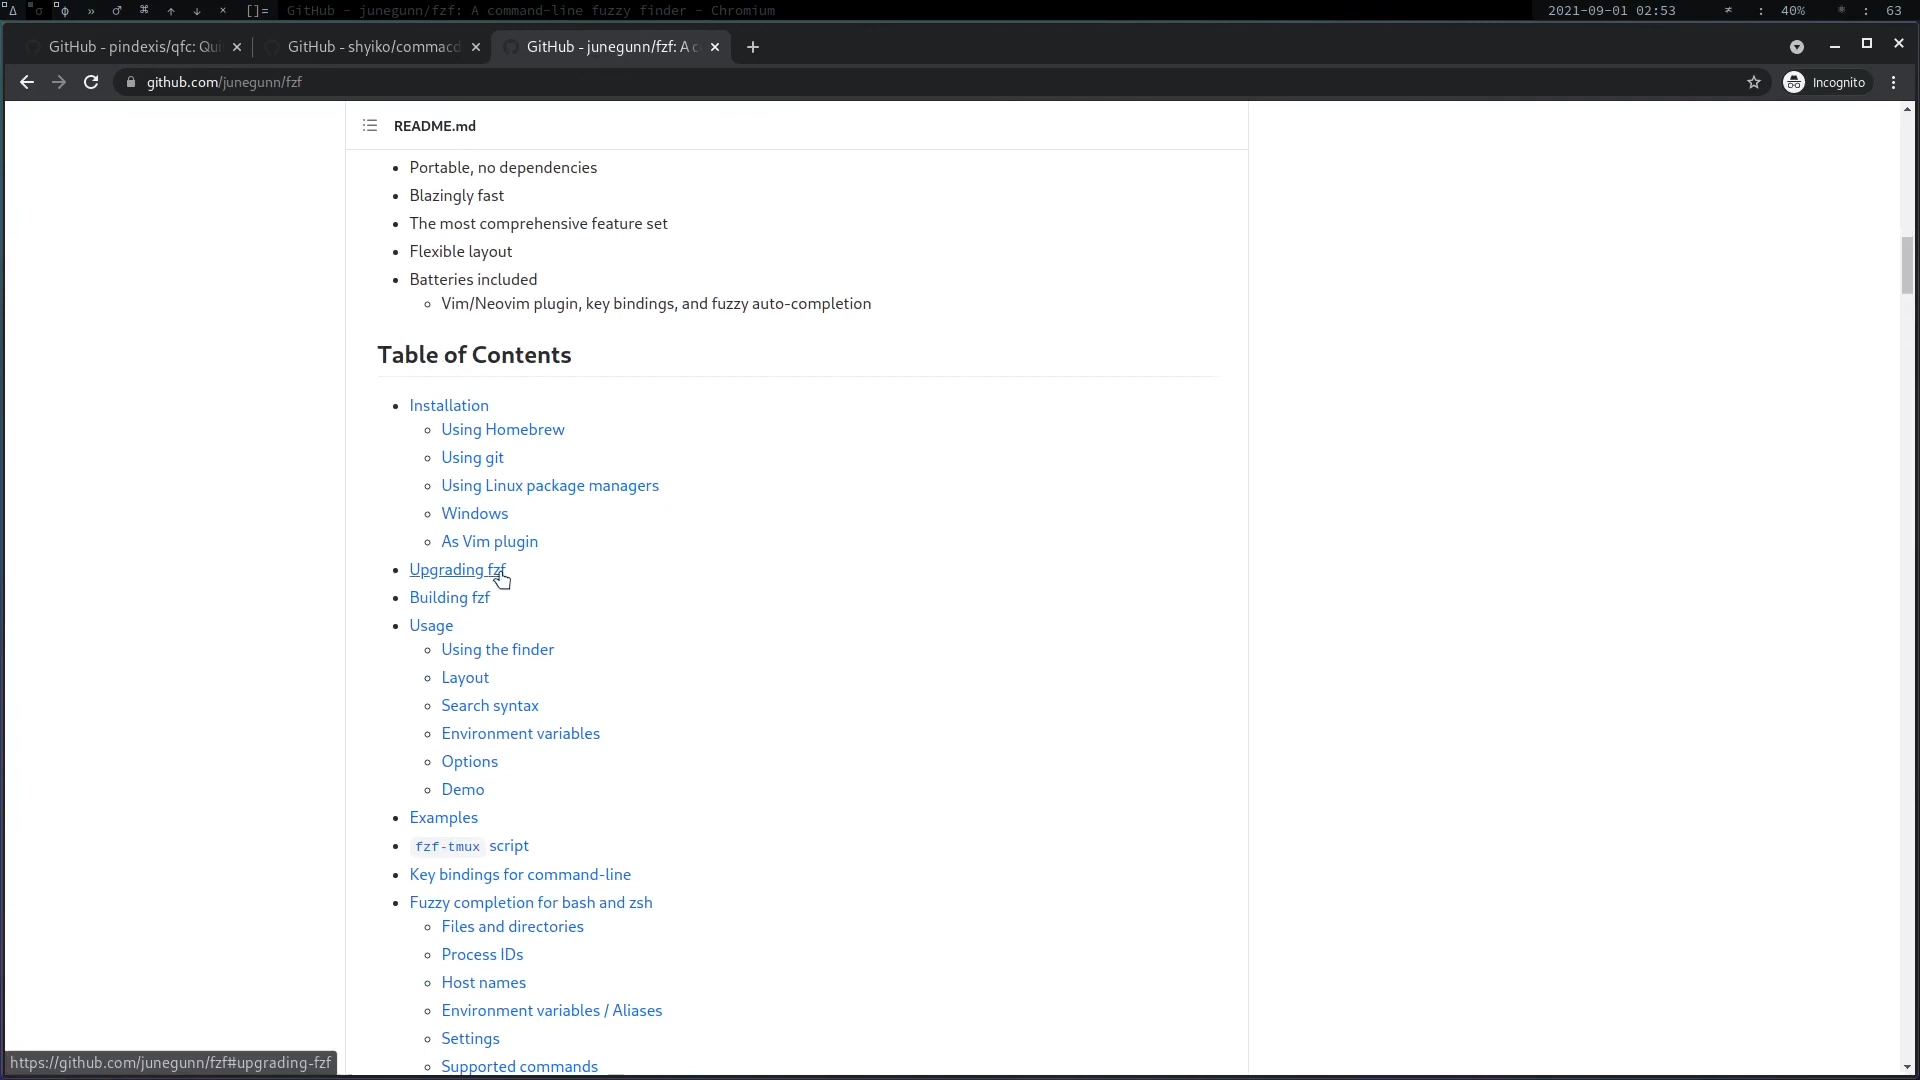 Δ σ ϕ » ♂ ⌘ ↑ ↓ × []= GitHub - junegunn/fzf: A command-line fuzzy finder - Chromium 2021-09-01 02:53 ≠ : 40% * : 63
GitHub - pindexis/qfc: Qui × GitHub - shyiko/commacd × GitHub - junegunn/fzf: A c × +
github.com/junegunn/fzf Incognito
README.md
• Portable, no dependencies
• Blazingly fast
• The most comprehensive feature set
• Flexible layout
• Batteries included
◦ Vim/Neovim plugin, key bindings, and fuzzy auto-completion
Table of Contents
• Installation
◦ Using Homebrew
◦ Using git
◦ Using Linux package managers
◦ Windows
◦ As Vim plugin
• Upgrading fzf
• Building fzf
• Usage
◦ Using the finder
◦ Layout
◦ Search syntax
◦ Environment variables
◦ Options
◦ Demo
• Examples
• fzf-tmux script
• Key bindings for command-line
• Fuzzy completion for bash and zsh
◦ Files and directories
◦ Process IDs
◦ Host names
◦ Environment variables / Aliases
◦ Settings
◦ Supported commands
https://github.com/junegunn/fzf#upgrading-fzf